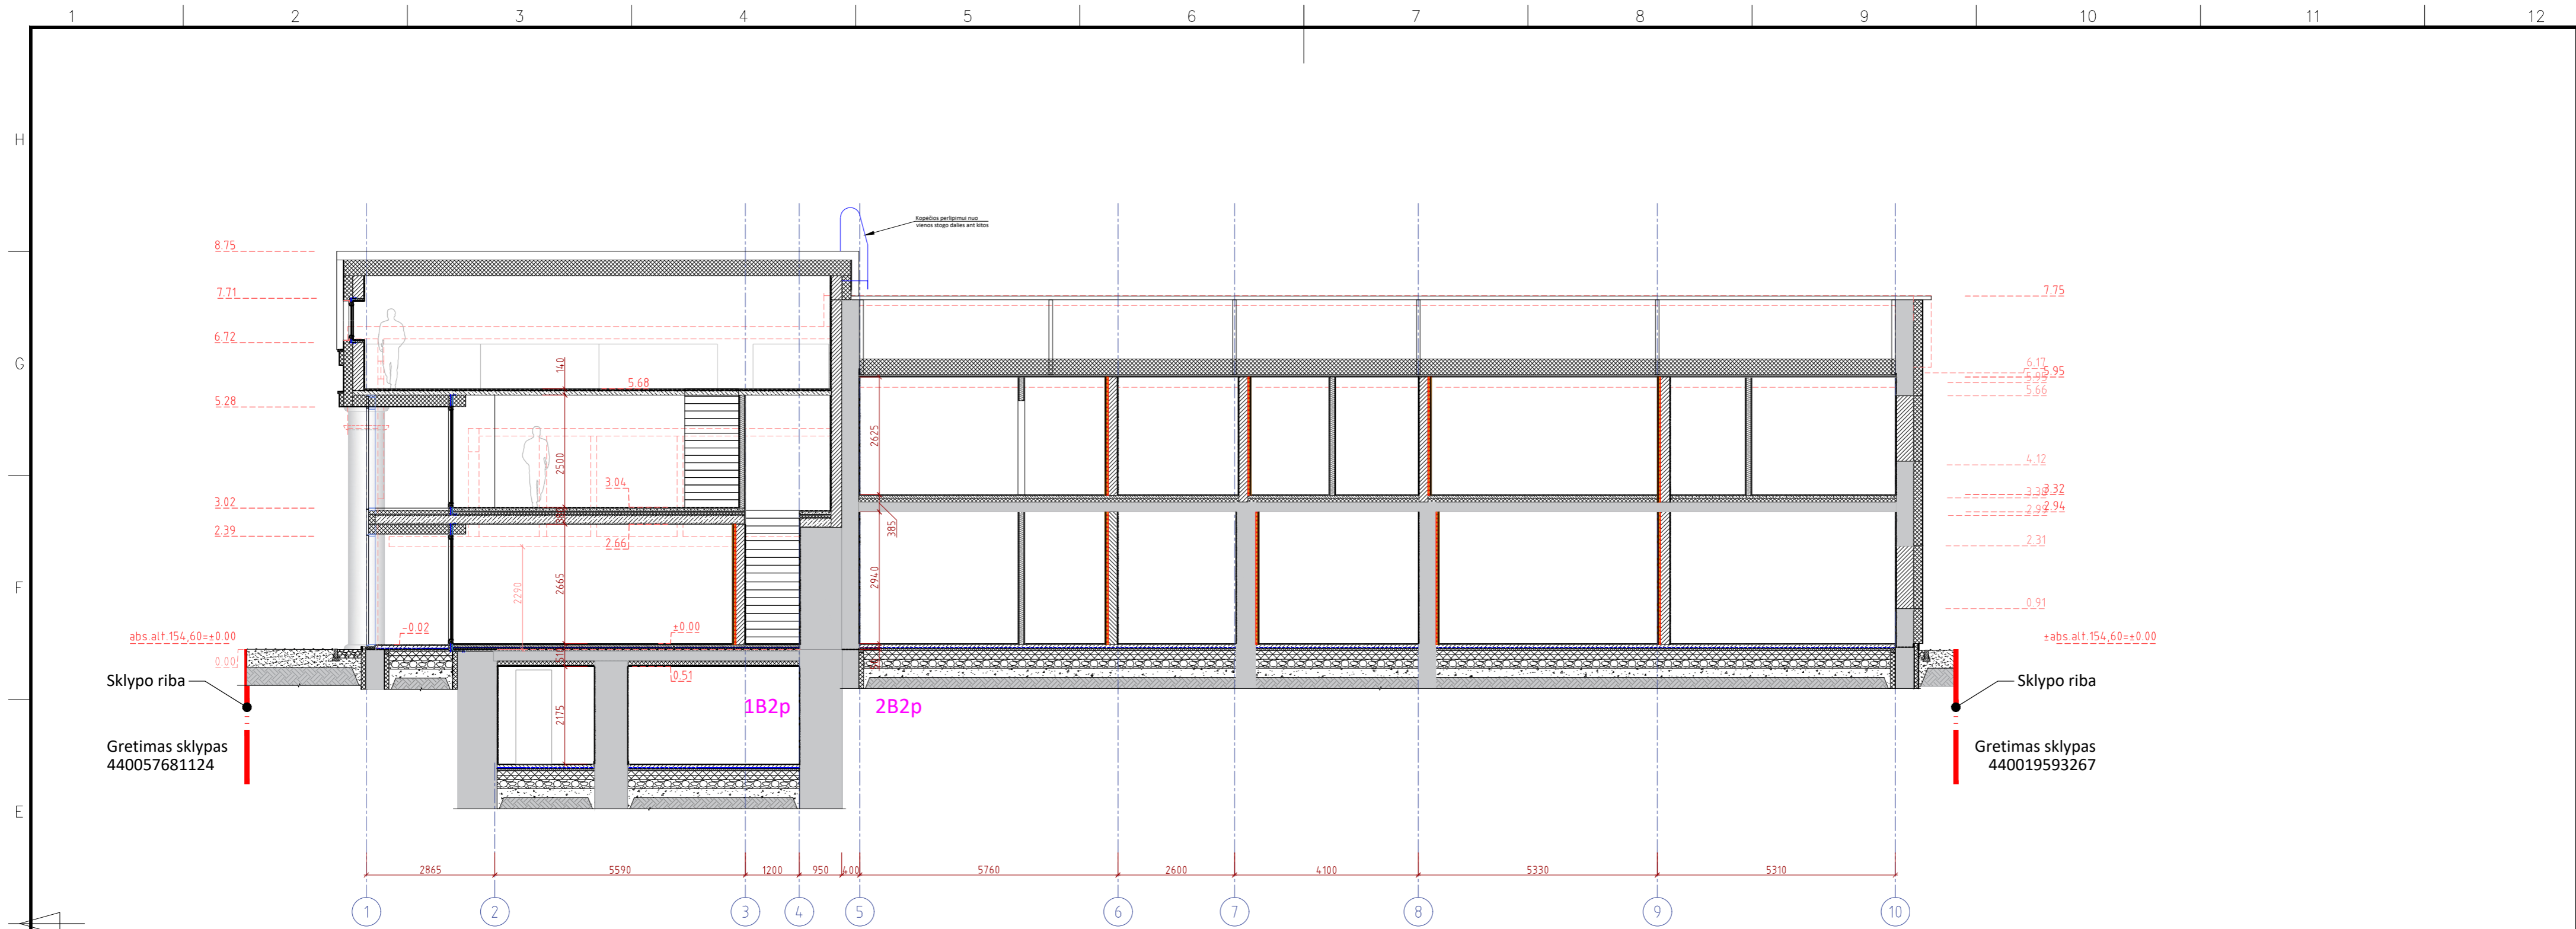 1 2 3 4 5 6 7 8 9 10 11 12
H
G
F
E
Kopėčios perlipimui nuo
vienos stogo dalies ant kitos
8.75
7.71
6.72
5.28
3.02
2.39
abs.alt.154,60=±0.00
0.00
Sklypo riba
Gretimas sklypas
440057681124
140
5.68
2500
3.04
2.66
2665
2290
-0.02
±0.00
510
0,51
2175
1B2p
2B2p
2625
385
2940
7.75
6.17
5.95
5.66
4.12
3.32
2.94
2.31
0.91
±abs.alt.154,60=±0.00
Sklypo riba
Gretimas sklypas
440019593267
2865 5590 1200 950 400 5760 2600 4100 5330 5310
1 2 3 4 5 6 7 8 9 10